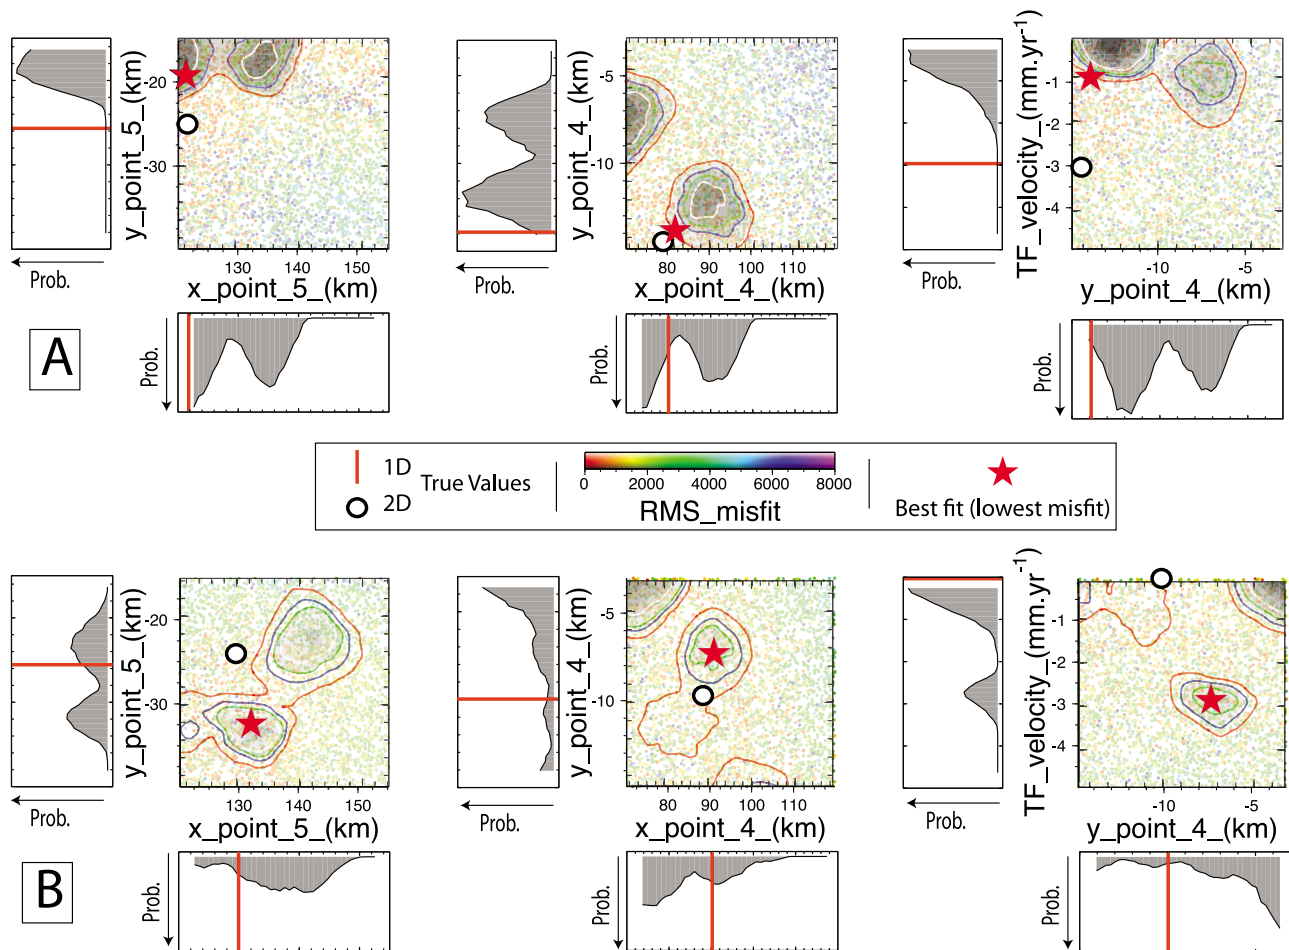 y_point_5_(km)
-20
-30
Prob.
130 140 150
x_point_5_(km)
Prob.
y_point_4_(km)
-5
-10
Prob.
80 90 100 110
x_point_4_(km)
Prob.
TF_velocity_(mm.yr-1)
-1
-2
-3
-4
Prob.
-10 -5
y_point_4_(km)
Prob.
A
1D
2D
True Values
0 2000 4000 6000 8000
RMS_misfit
Best fit (lowest misfit)
y_point_5_(km)
-20
-30
Prob.
130 140 150
x_point_5_(km)
Prob.
y_point_4_(km)
-5
-10
Prob.
80 90 100 110
x_point_4_(km)
Prob.
TF_velocity_(mm.yr-1)
-1
-2
-3
-4
Prob.
-10 -5
y_point_4_(km)
Prob.
B